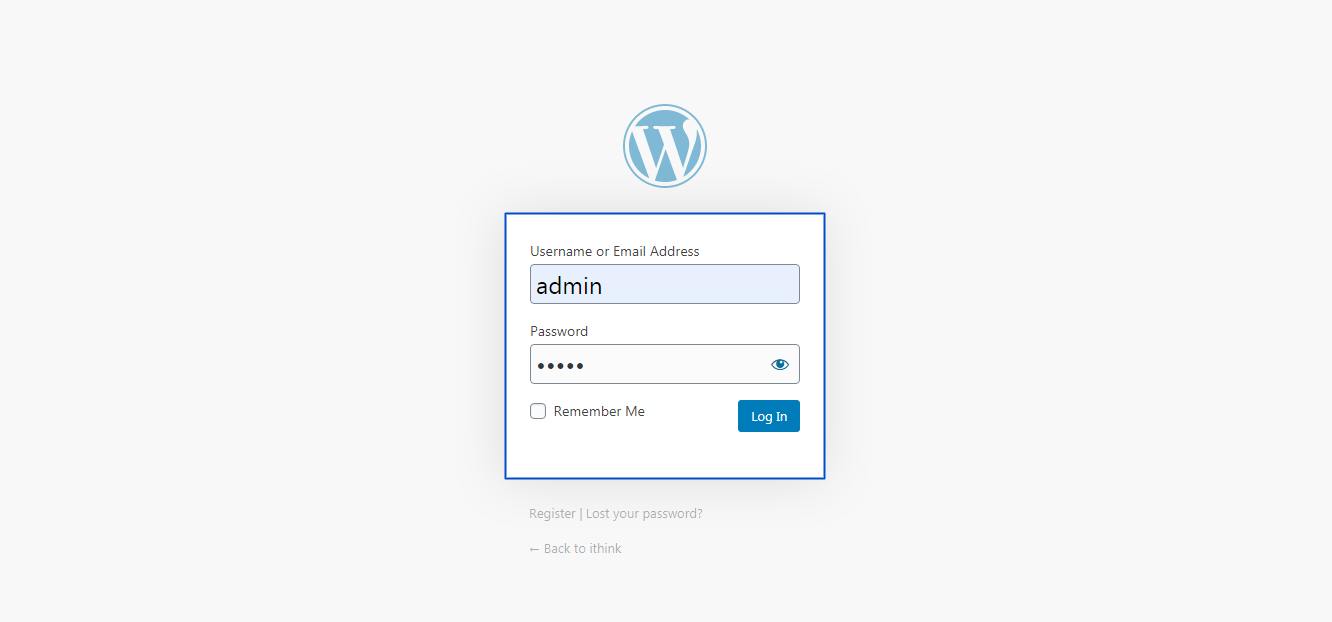 Username or Email Address
admin
Password
•••••
Remember Me
Log In
Register | Lost your password?
← Back to ithink